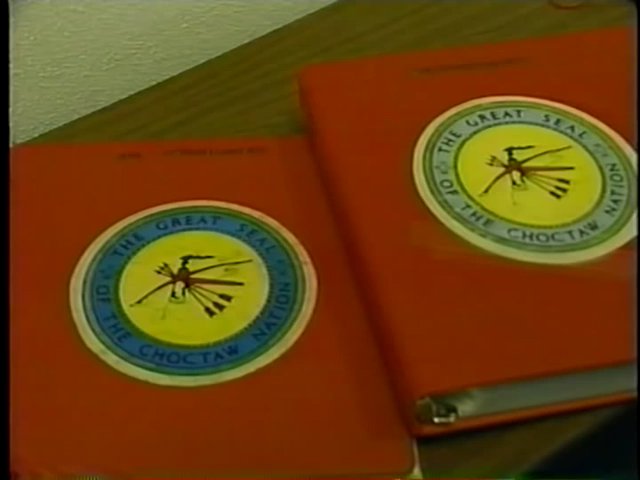 THE GREAT SEAL
OF THE CHOCTAW NATION
THE GREAT SEAL
OF THE CHOCTAW NATION